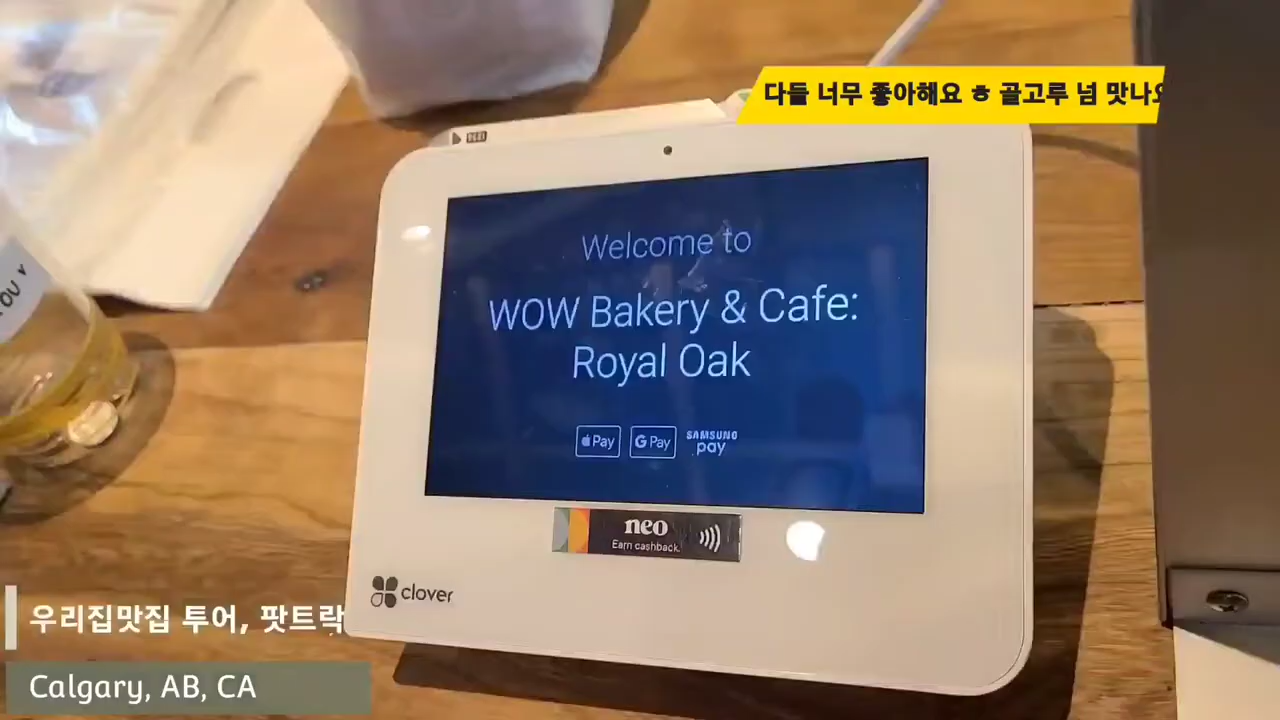 다들 너무 좋아해요 ㅎ 골고루 넘 맛나요
Welcome to
WOW Bakery & Cafe:
Royal Oak
Pay
G Pay
SAMSUNG
pay
neo
Earn cashback.
clover
우리집맛집 투어, 팟트락
Calgary, AB, CA